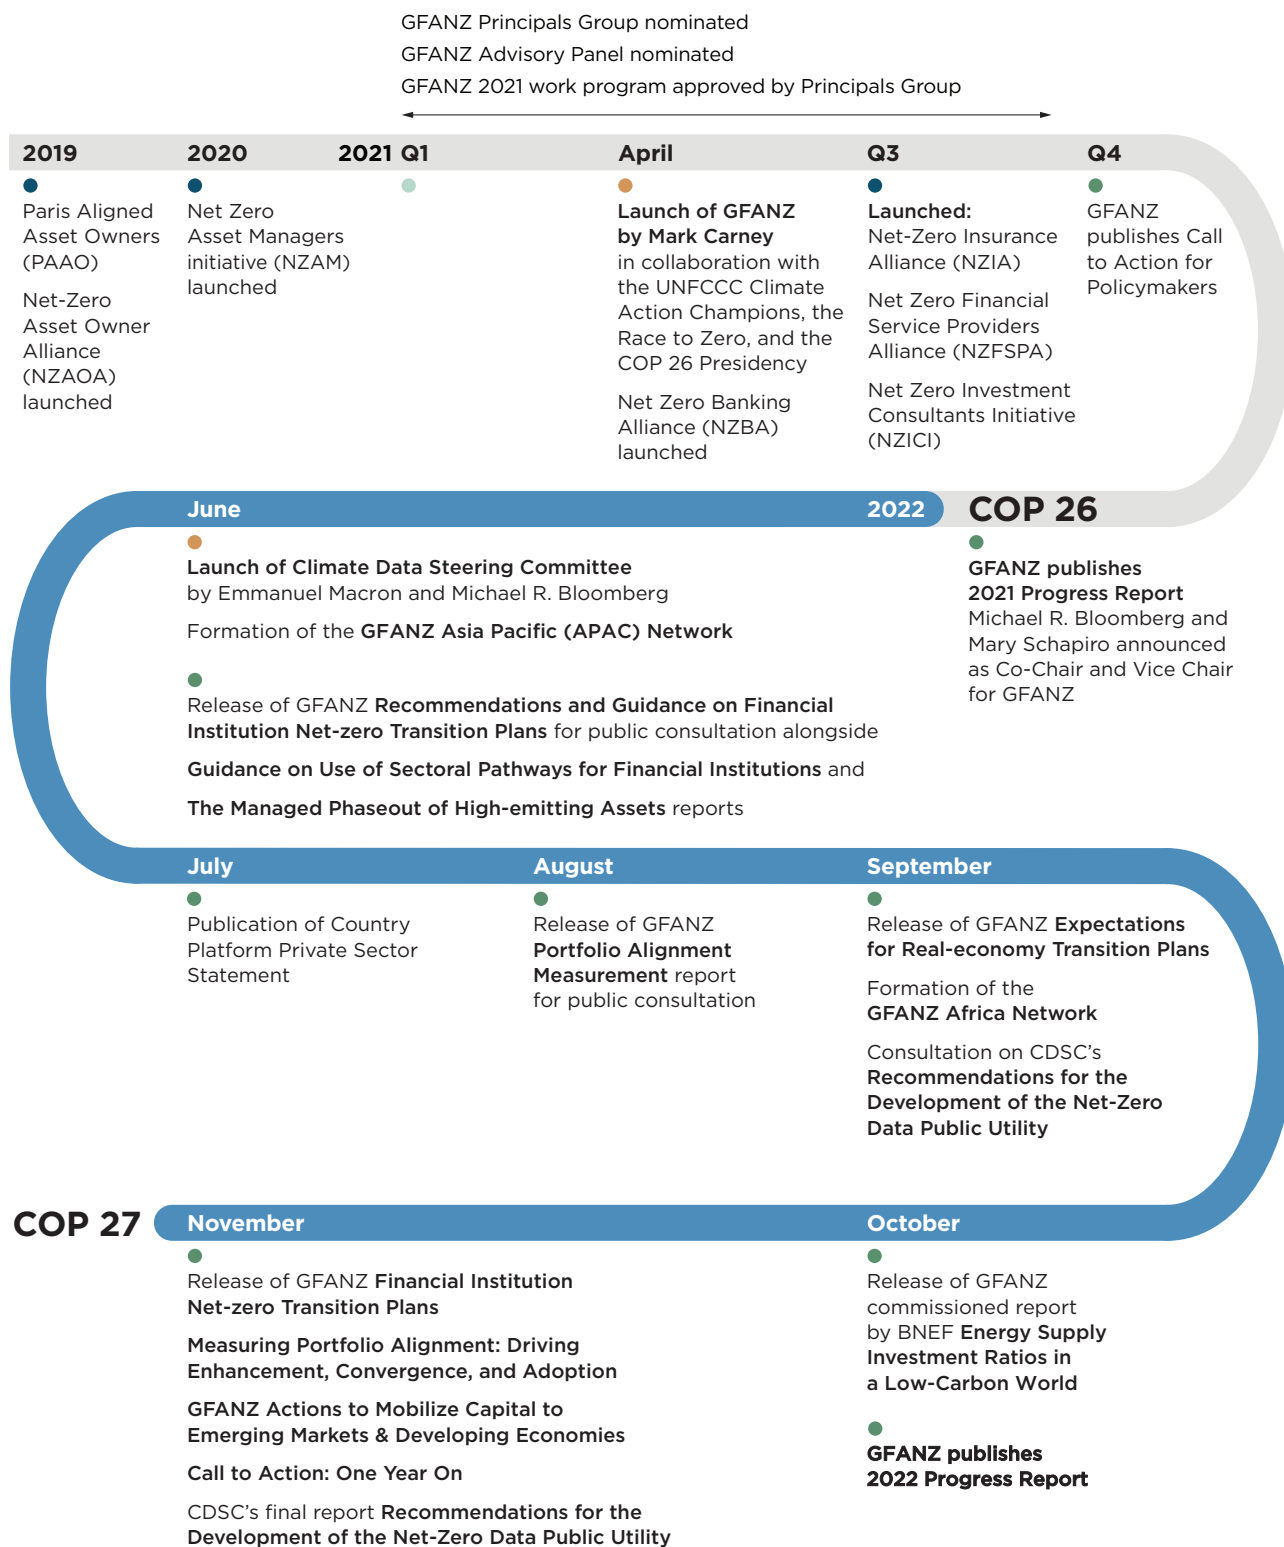 GFANZ Principals Group nominated
GFANZ Advisory Panel nominated
GFANZ 2021 work program approved by Principals Group
2019
Paris Aligned
Asset Owners
(PAAO)
Net-Zero
Asset Owner
Alliance
(NZAOA)
launched
2020
Net Zero
Asset Managers
initiative (NZAM)
launched
2021 Q1
April
Launch of GFANZ
by Mark Carney
in collaboration with
the UNFCCC Climate
Action Champions, the
Race to Zero, and the
COP 26 Presidency
Net Zero Banking
Alliance (NZBA)
launched
Q3
Launched:
Net-Zero Insurance
Alliance (NZIA)
Net Zero Financial
Service Providers
Alliance (NZFSPA)
Net Zero Investment
Consultants Initiative
(NZICI)
Q4
GFANZ
publishes Call
to Action for
Policymakers
COP 26
GFANZ publishes
2021 Progress Report
Michael R. Bloomberg and
Mary Schapiro announced
as Co-Chair and Vice Chair
for GFANZ
2022
June
Launch of Climate Data Steering Committee
by Emmanuel Macron and Michael R. Bloomberg
Formation of the GFANZ Asia Pacific (APAC) Network
Release of GFANZ Recommendations and Guidance on Financial
Institution Net-zero Transition Plans for public consultation alongside
Guidance on Use of Sectoral Pathways for Financial Institutions and
The Managed Phaseout of High-emitting Assets reports
July
Publication of Country
Platform Private Sector
Statement
August
Release of GFANZ
Portfolio Alignment
Measurement report
for public consultation
September
Release of GFANZ Expectations
for Real-economy Transition Plans
Formation of the
GFANZ Africa Network
Consultation on CDSC's
Recommendations for the
Development of the Net-Zero
Data Public Utility
October
Release of GFANZ
commissioned report
by BNEF Energy Supply
Investment Ratios in
a Low-Carbon World
GFANZ publishes
2022 Progress Report
November
Release of GFANZ Financial Institution
Net-zero Transition Plans
Measuring Portfolio Alignment: Driving
Enhancement, Convergence, and Adoption
GFANZ Actions to Mobilize Capital to
Emerging Markets & Developing Economies
Call to Action: One Year On
CDSC's final report Recommendations for the
Development of the Net-Zero Data Public Utility
COP 27